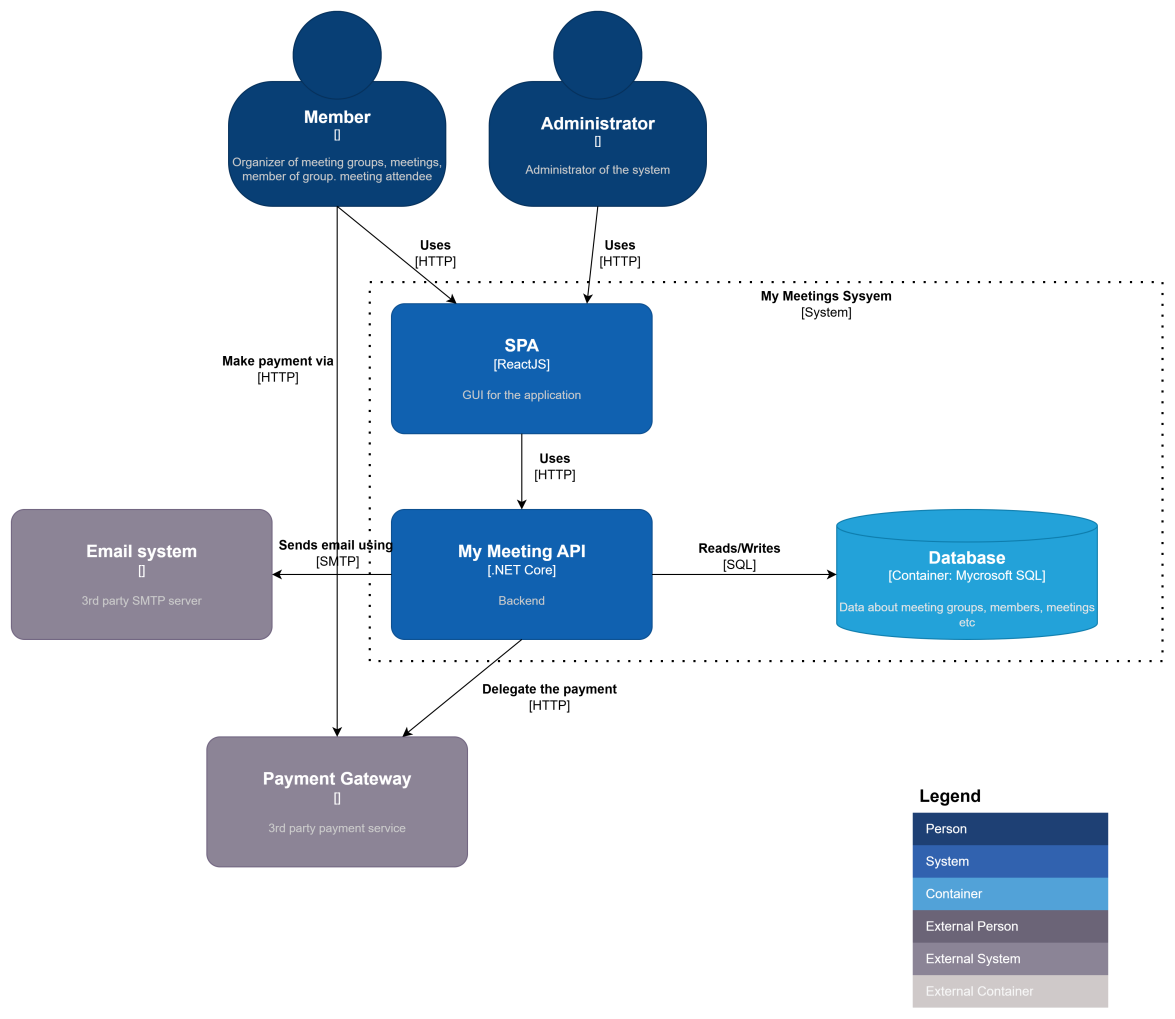 Member
[]
Organizer of meeting groups, meetings,
member of group. meeting attendee
Administrator
[]
Administrator of the system
Uses
[HTTP]
Uses
[HTTP]
My Meetings Sysyem
[System]
SPA
[ReactJS]
GUI for the application
Make payment via
[HTTP]
Uses
[HTTP]
Email system
[]
3rd party SMTP server
Sends email using
[SMTP]
My Meeting API
[.NET Core]
Backend
Reads/Writes
[SQL]
Database
[Container: Mycrosoft SQL]
Data about meeting groups, members, meetings
etc
Delegate the payment
[HTTP]
Payment Gateway
[]
3rd party payment service
Legend
Person
System
Container
External Person
External System
External Container